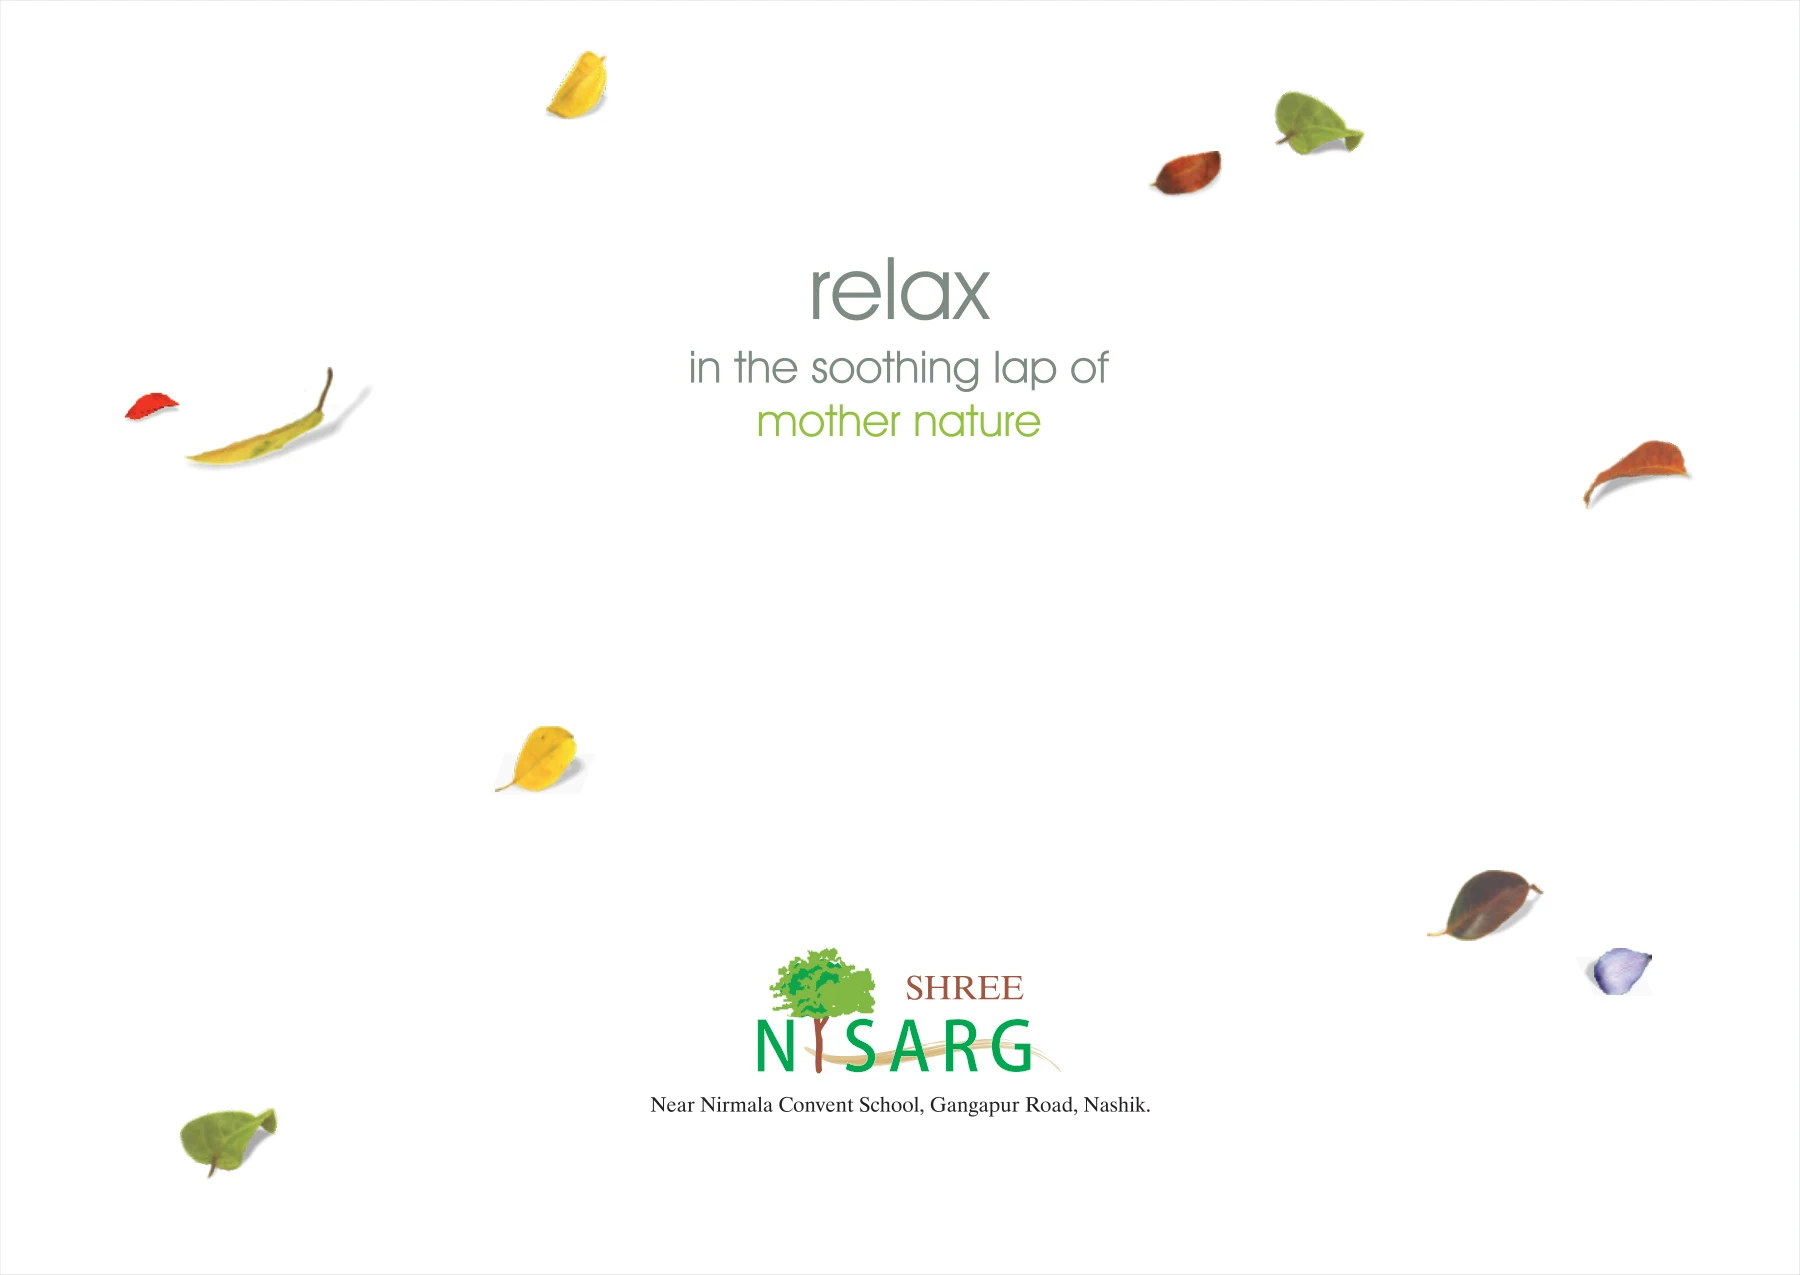 relax
in the soothing lap of
mother nature
SHREE
NISARG
Near Nirmala Convent School, Gangapur Road, Nashik.